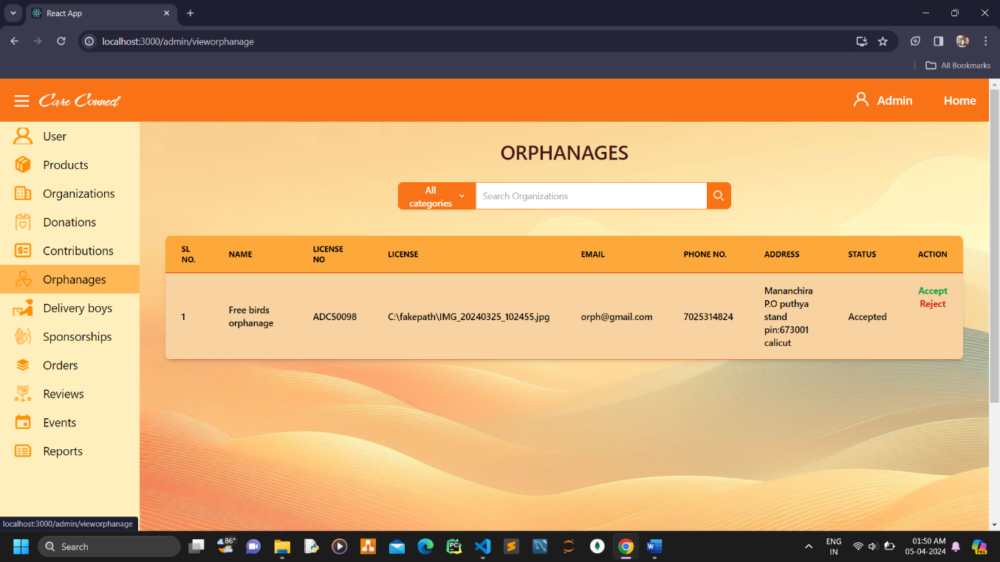 React App
localhost:3000/admin/vieworphanage
All Bookmarks
Care Connect
Admin
Home
User
Products
Organizations
Donations
Contributions
Orphanages
Delivery boys
Sponsorships
Orders
Reviews
Events
Reports
ORPHANAGES
All
categories
Search Organizations
SL
NO.
NAME
LICENSE
NO
LICENSE
EMAIL
PHONE NO.
ADDRESS
STATUS
ACTION
1
Free birds
orphanage
ADC50098
C:\fakepath\IMG_20240325_102455.jpg
orph@gmail.com
7025314824
Mananchira
P.O puthya
stand
pin:673001
calicut
Accepted
Accept
Reject
localhost:3000/admin/vieworphanage
Search
86°
PC
W
ENG
IN
01:50 AM
05-04-2024
PRE